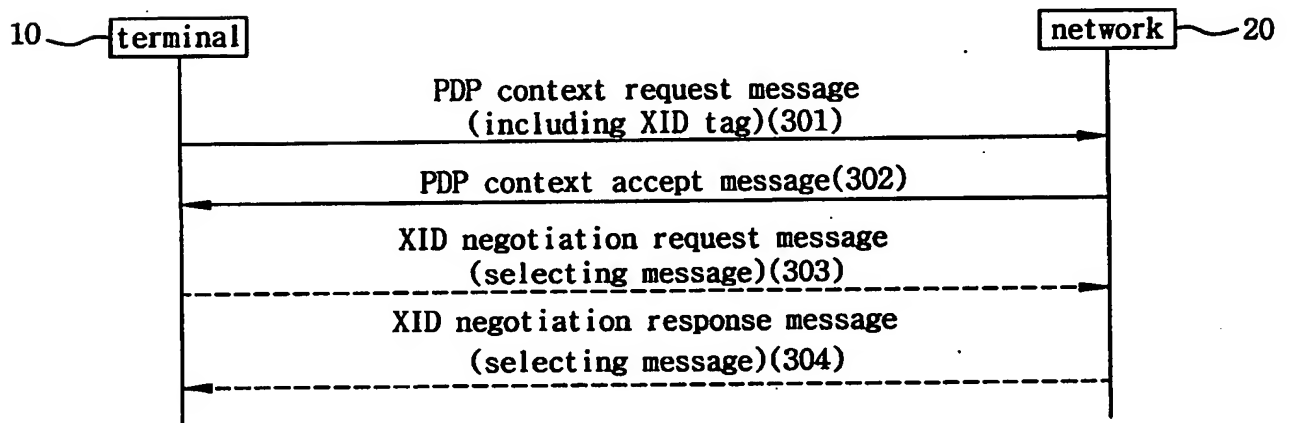 10 terminal network 20
PDP context request message
(including XID tag)(301)
PDP context accept message(302)
XID negotiation request message
(selecting message)(303)
XID negotiation response message
(selecting message)(304)